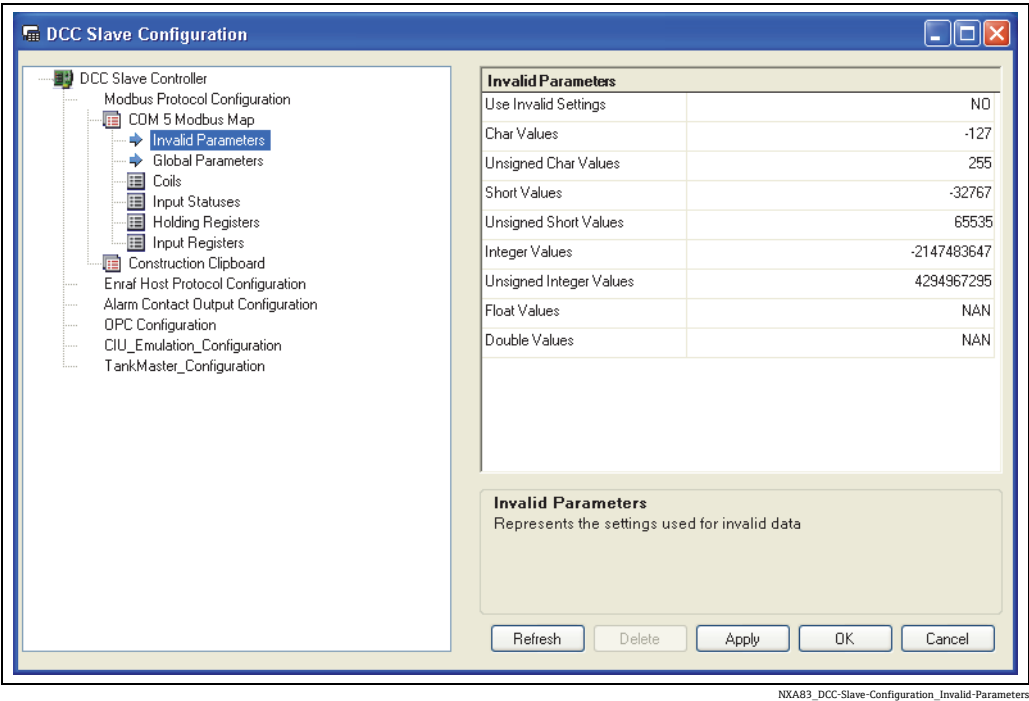 DCC Slave Configuration
DCC Slave Controller
Modbus Protocol Configuration
COM 5 Modbus Map
Invalid Parameters
Global Parameters
Coils
Input Statuses
Holding Registers
Input Registers
Construction Clipboard
Enraf Host Protocol Configuration
Alarm Contact Output Configuration
OPC Configuration
CIU_Emulation_Configuration
TankMaster_Configuration
Invalid Parameters
Use Invalid Settings NO
Char Values -127
Unsigned Char Values 255
Short Values -32767
Unsigned Short Values 65535
Integer Values -2147483647
Unsigned Integer Values 4294967295
Float Values NAN
Double Values NAN
Invalid Parameters
Represents the settings used for invalid data
Refresh Delete Apply OK Cancel
NXA83_DCC-Slave-Configuration_Invalid-Parameters